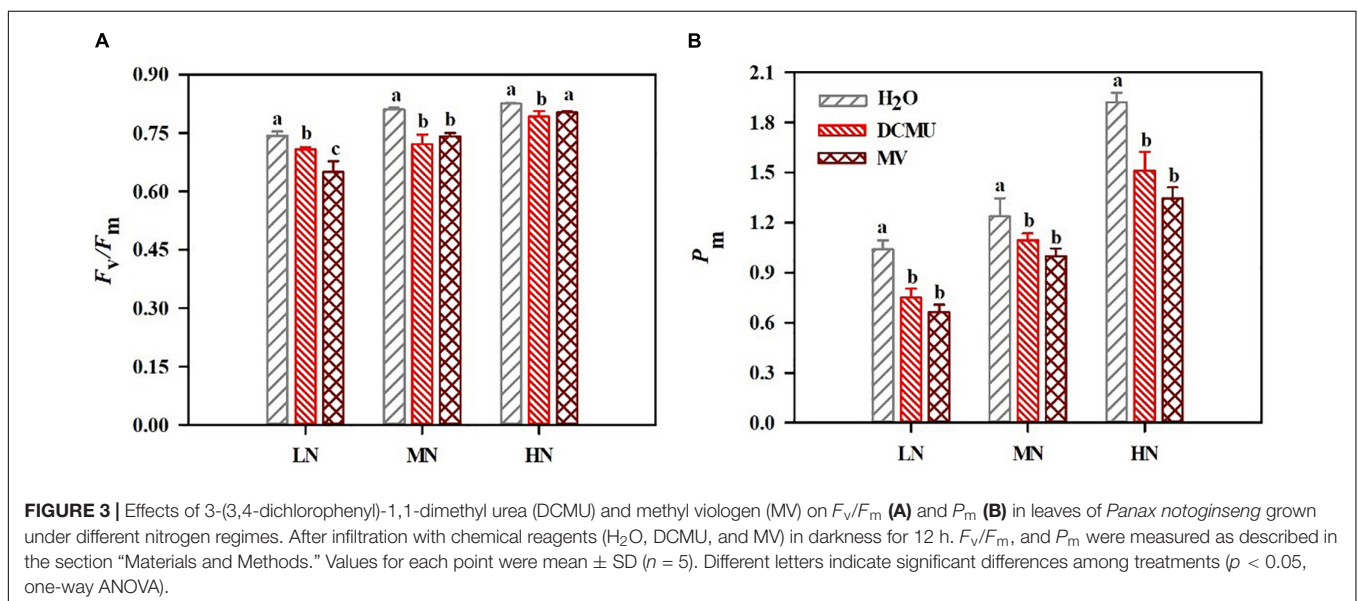 A
B
0.90
0.75
0.60
0.45
0.30
0.15
0.00
Fv/Fm
a b c
a b b
a b a
LN MN HN
2.1
1.8
1.5
1.2
0.9
0.6
0.3
0.0
Pm
H2O
DCMU
MV
a b b
a b b
a b b
LN MN HN
FIGURE 3 | Effects of 3-(3,4-dichlorophenyl)-1,1-dimethyl urea (DCMU) and methyl viologen (MV) on Fv/Fm (A) and Pm (B) in leaves of Panax notoginseng grown
under different nitrogen regimes. After infiltration with chemical reagents (H2O, DCMU, and MV) in darkness for 12 h. Fv/Fm, and Pm were measured as described in
the section “Materials and Methods.” Values for each point were mean ± SD (n = 5). Different letters indicate significant differences among treatments (p < 0.05,
one-way ANOVA).